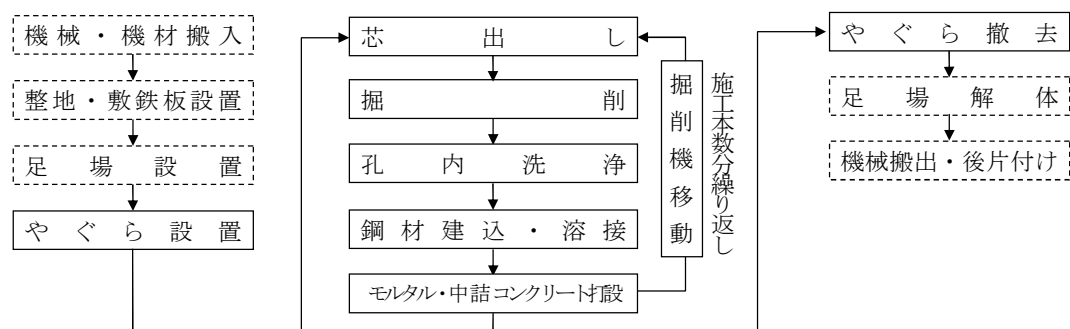 機械・機材搬入
整地・敷鉄板設置
足場設置
やぐら設置
芯出し
掘削
孔内洗浄
鋼材建込・溶接
モルタル・中詰コンクリート打設
掘削機移動
施工本数分繰り返し
やぐら撤去
足場解体
機械搬出・後片付け